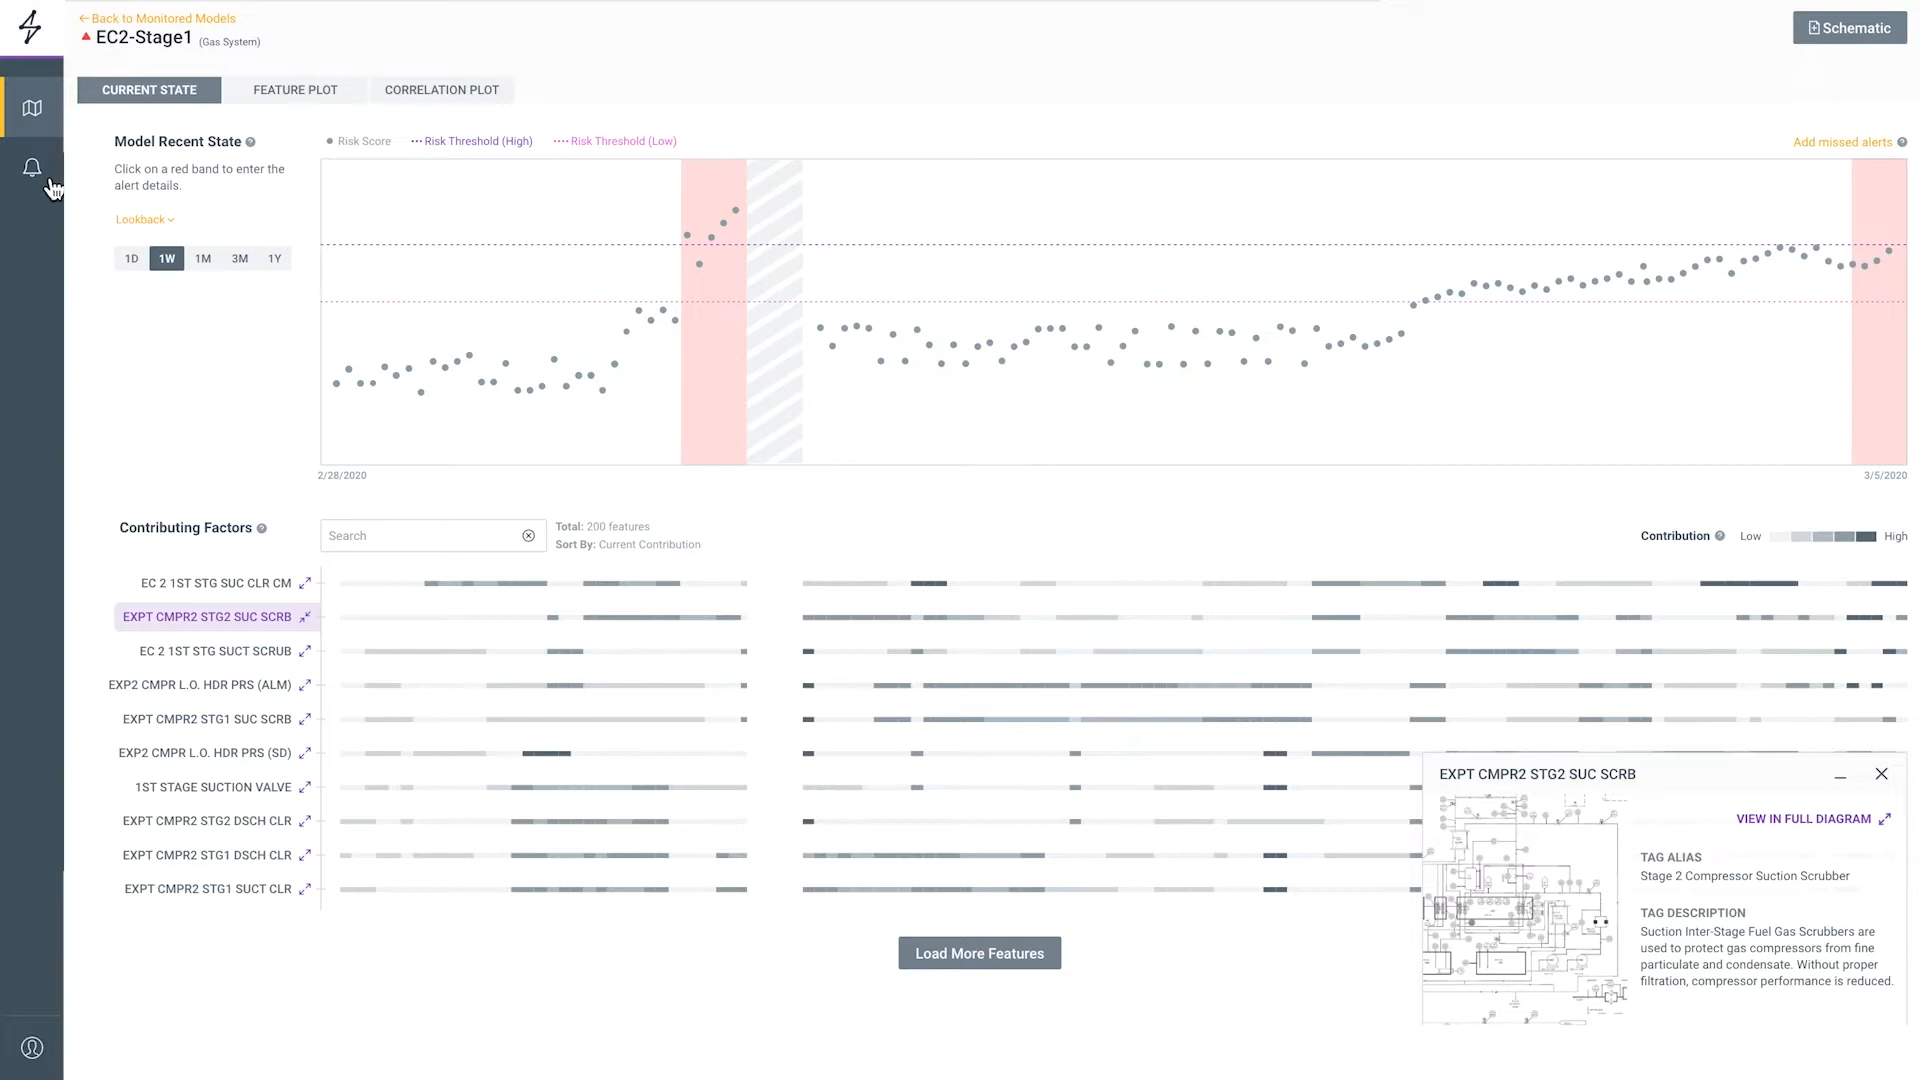 ← Back to Monitored Models
EC2-Stage1 (Gas System)
Schematic
CURRENT STATE
FEATURE PLOT
CORRELATION PLOT
Model Recent State
Click on a red band to enter the
alert details.
Lookback
1D 1W 1M 3M 1Y
Risk Score
Risk Threshold (High)
Risk Threshold (Low)
Add missed alerts
2/28/2020
3/5/2020
Contributing Factors
Search
Total: 200 features
Sort By: Current Contribution
Contribution
Low
High
EC 2 1ST STG SUC CLR CM
EXPT CMPR2 STG2 SUC SCRB
EC 2 1ST STG SUCT SCRUB
EXP2 CMPR L.O. HDR PRS (ALM)
EXPT CMPR2 STG1 SUC SCRB
EXP2 CMPR L.O. HDR PRS (SD)
1ST STAGE SUCTION VALVE
EXPT CMPR2 STG2 DSCH CLR
EXPT CMPR2 STG1 DSCH CLR
EXPT CMPR2 STG1 SUCT CLR
Load More Features
EXPT CMPR2 STG2 SUC SCRB
VIEW IN FULL DIAGRAM
TAG ALIAS
Stage 2 Compressor Suction Scrubber
TAG DESCRIPTION
Suction Inter-Stage Fuel Gas Scrubbers are
used to protect gas compressors from fine
particulate and condensate. Without proper
filtration, compressor performance is reduced.